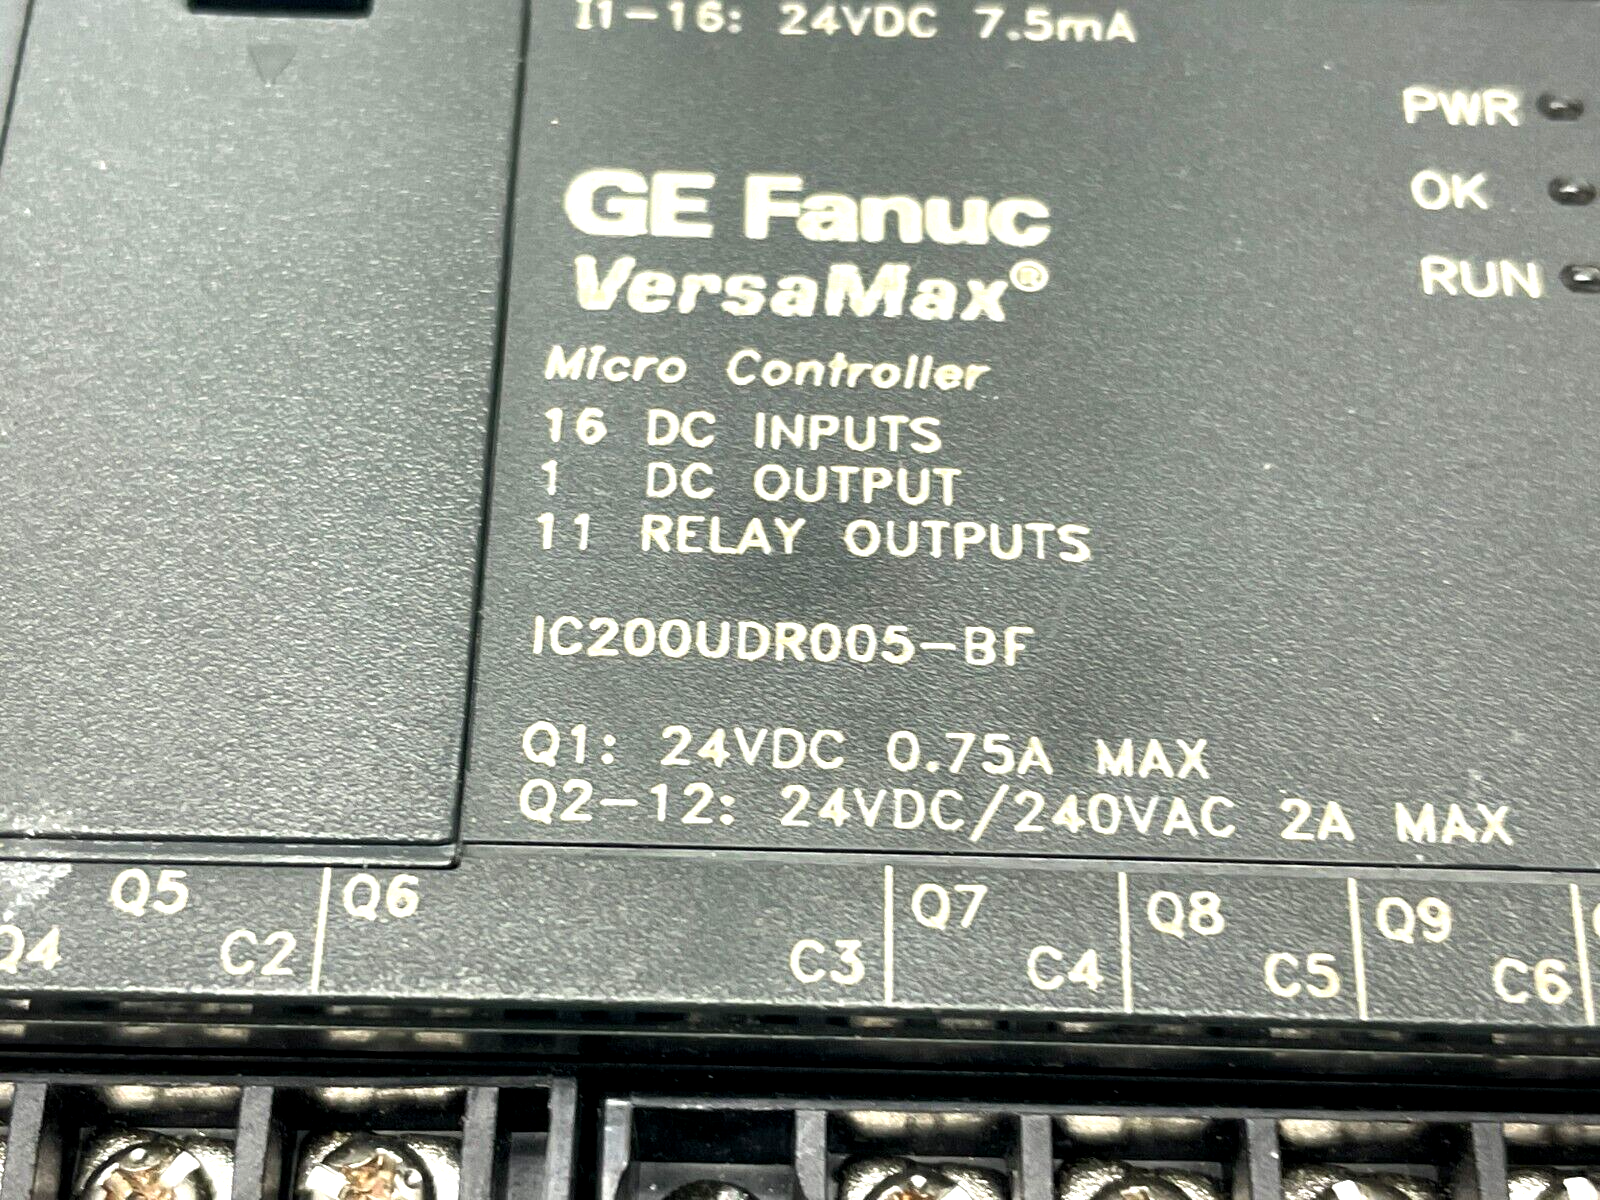 I1-16: 24VDC 7.5mA
PWR
OK
RUN
GE Fanuc
VersaMax®
Micro Controller
16 DC INPUTS
1 DC OUTPUT
11 RELAY OUTPUTS
IC200UDR005-BF
Q1: 24VDC 0.75A MAX
Q2-12: 24VDC/240VAC 2A MAX
Q5 Q6 Q7 Q8 Q9
Q4 C2 C3 C4 C5 C6